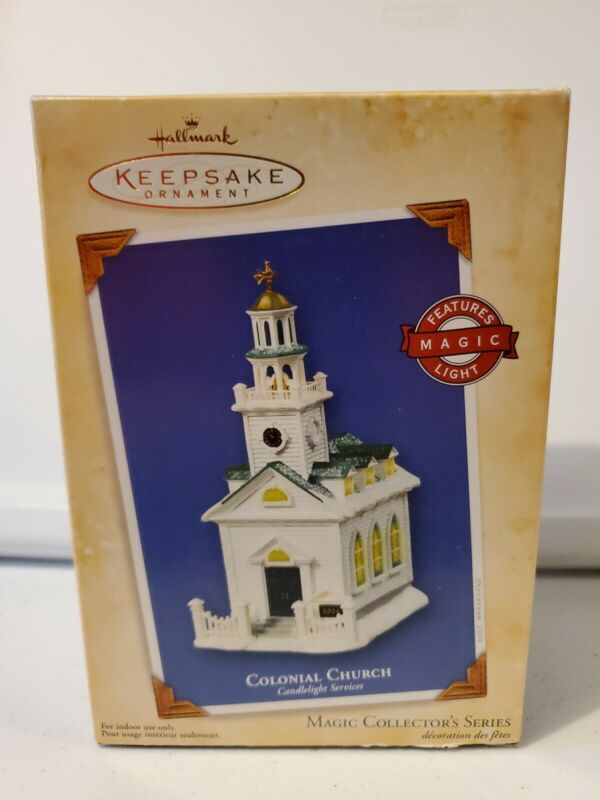 Hallmark
KEEPSAKE
ORNAMENT
FEATURES
MAGIC
LIGHT
COLONIAL CHURCH
Candlelight Services
For indoor use only.
Pour usage intérieur seulement.
MAGIC COLLECTOR'S SERIES
décoration des fêtes